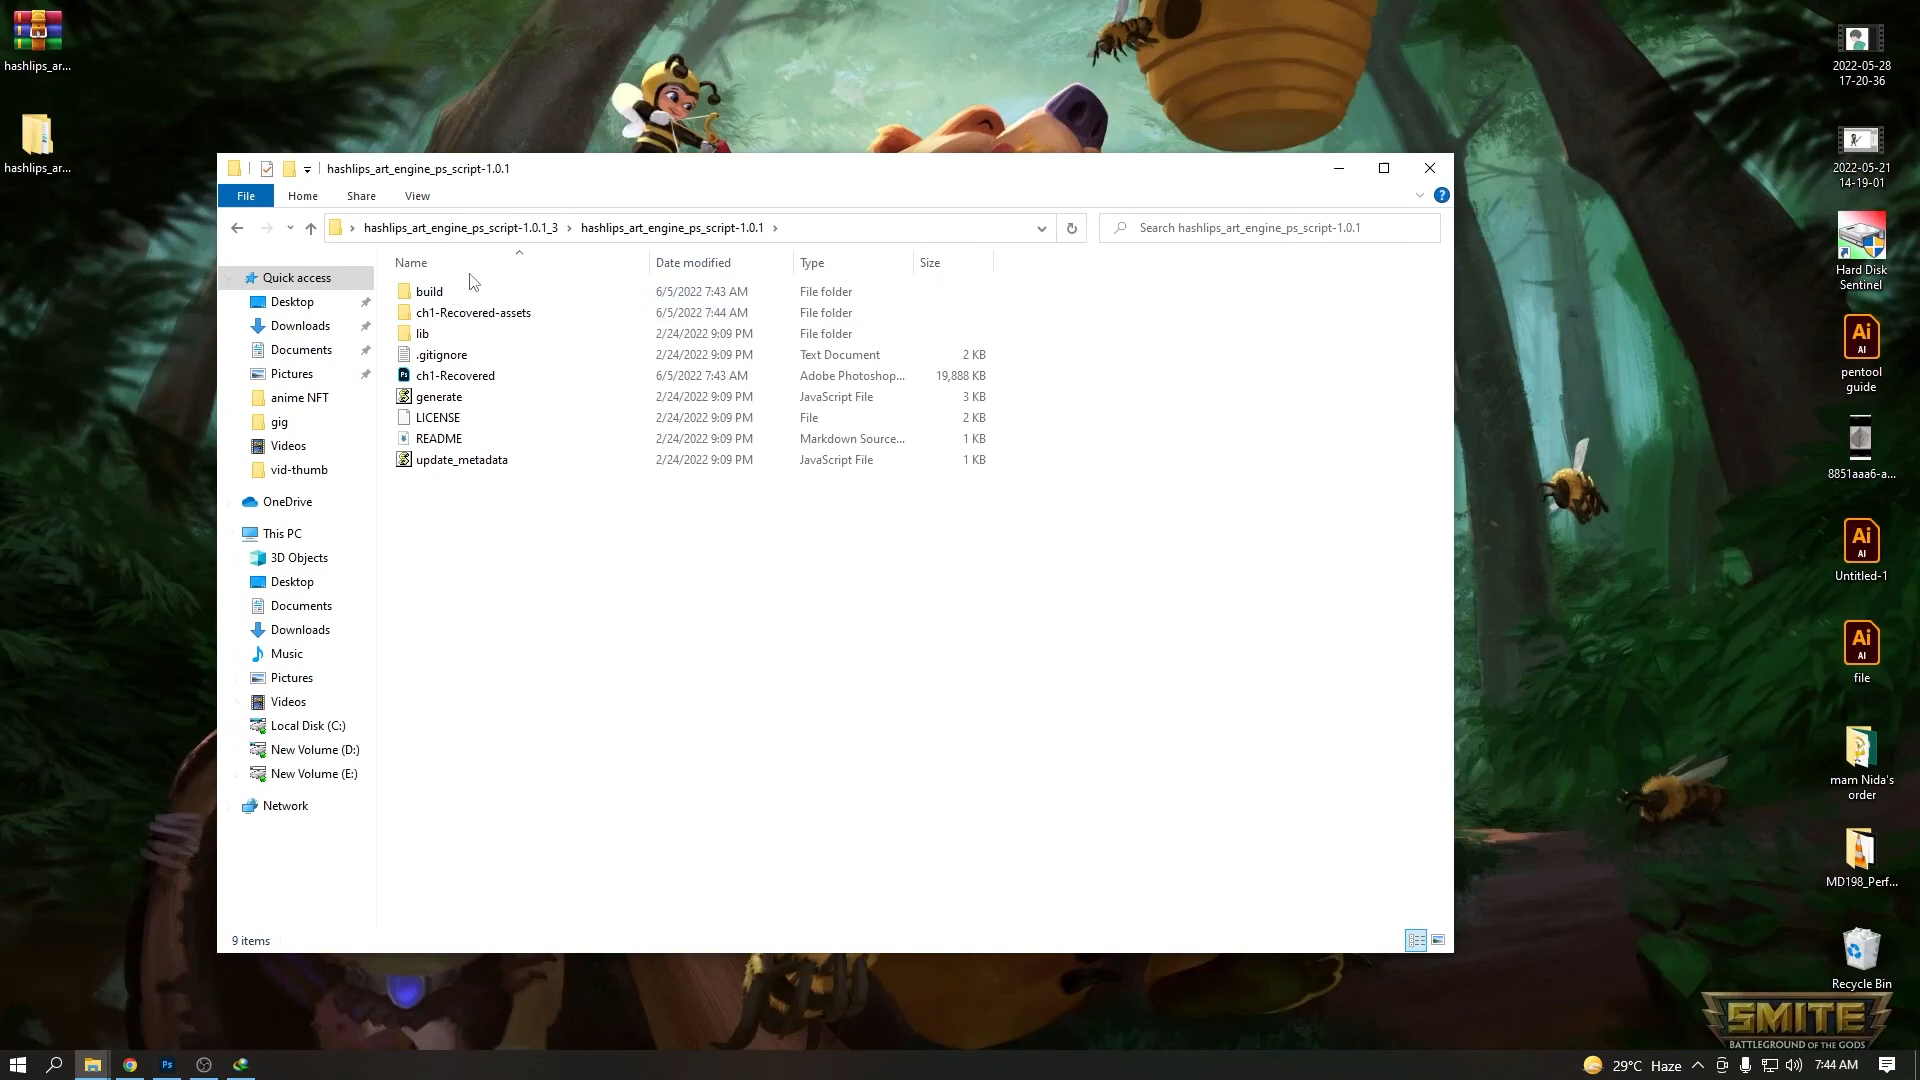 hashlips_ar...
hashlips_ar...
hashlips_art_engine_ps_script-1.0.1
File Home Share View
hashlips_art_engine_ps_script-1.0.1_3 hashlips_art_engine_ps_script-1.0.1
Search hashlips_art_engine_ps_script-1.0.1
Name Date modified Type Size
build 6/5/2022 7:43 AM File folder
ch1-Recovered-assets 6/5/2022 7:44 AM File folder
lib 2/24/2022 9:09 PM File folder
.gitignore 2/24/2022 9:09 PM Text Document 2 KB
ch1-Recovered 6/5/2022 7:43 AM Adobe Photoshop... 19,888 KB
generate 2/24/2022 9:09 PM JavaScript File 3 KB
LICENSE 2/24/2022 9:09 PM File 2 KB
README 2/24/2022 9:09 PM Markdown Source... 1 KB
update_metadata 2/24/2022 9:09 PM JavaScript File 1 KB
Quick access
Desktop
Downloads
Documents
Pictures
anime NFT
gig
Videos
vid-thumb
OneDrive
This PC
3D Objects
Desktop
Documents
Downloads
Music
Pictures
Videos
Local Disk (C:)
New Volume (D:)
New Volume (E:)
Network
9 items
2022-05-28
17-20-36
2022-05-21
14-19-01
Hard Disk
Sentinel
Ai
AI
pentool
guide
8851aaa6-a...
Ai
AI
Untitled-1
Ai
AI
file
mam Nida's
order
MD198_Perf...
Recycle Bin
SMITE
BATTLEGROUND OF THE GODS
Ps
29°C Haze
7:44 AM